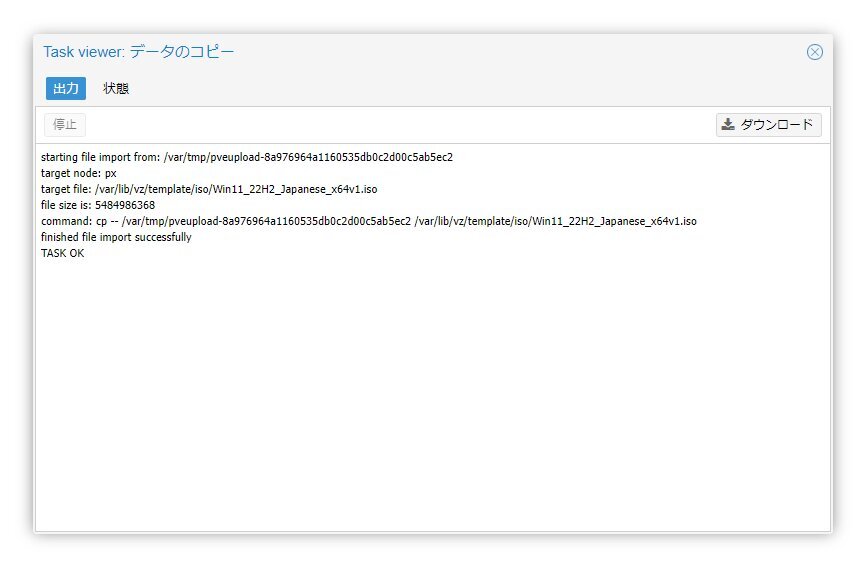 Task viewer: データのコピー
出力 状態
停止 ダウンロード
starting file import from: /var/tmp/pveupload-8a976964a1160535db0c2d00c5ab5ec2
target node: px
target file: /var/lib/vz/template/iso/Win11_22H2_Japanese_x64v1.iso
file size is: 5484986368
command: cp -- /var/tmp/pveupload-8a976964a1160535db0c2d00c5ab5ec2 /var/lib/vz/template/iso/Win11_22H2_Japanese_x64v1.iso
finished file import successfully
TASK OK